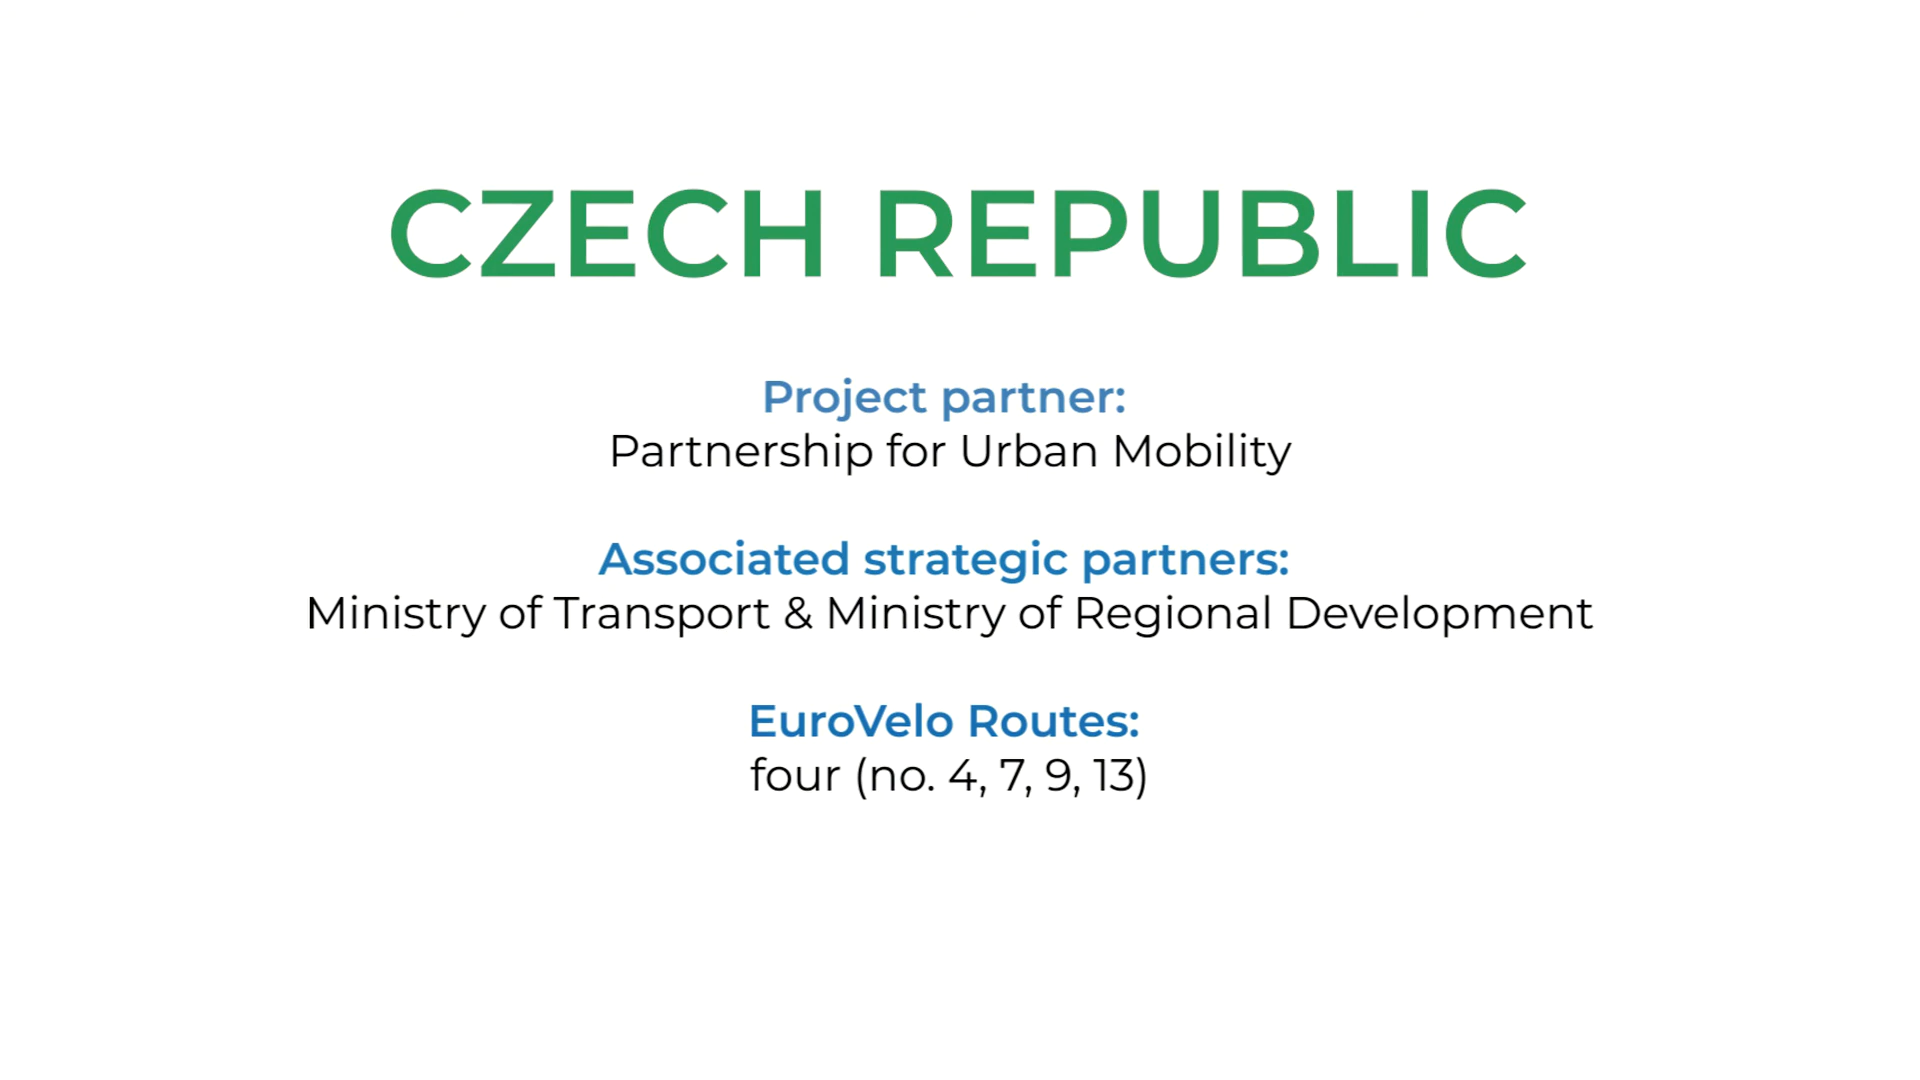 CZECH REPUBLIC
Project partner:
Partnership for Urban Mobility
Associated strategic partners:
Ministry of Transport & Ministry of Regional Development
EuroVelo Routes:
four (no. 4, 7, 9, 13)